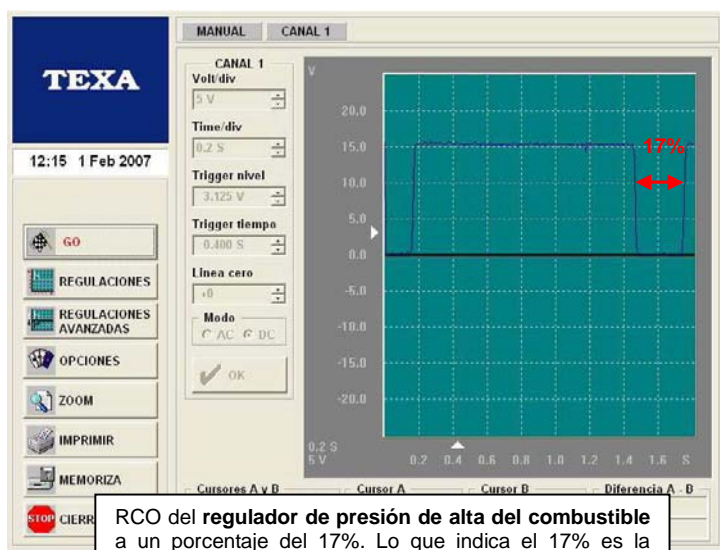 MANUAL CANAL 1
TEXA
12:15 1 Feb 2007
GO
REGULACIONES
REGULACIONES
AVANZADAS
OPCIONES
ZOOM
IMPRIMIR
MEMORIZA
STOP CIERR
CANAL 1
Volt/div
5 V
Time/div
0.2 S
Trigger nivel
3.125 V
Trigger tiempo
0.400 S
Linea cero
+0
Modo
AC DC
OK
V
20.0
15.0
10.0
5.0
0.0
-5.0
-10.0
-15.0
-20.0
17%
0.2 S
5 V
0.2 0.4 0.6 0.8 1.0 1.2 1.4 1.6 S
Cursores A y B Cursor A Cursor B Diferencia A - B
RCO del regulador de presión de alta del combustible
a un porcentaje del 17%. Lo que indica el 17% es la